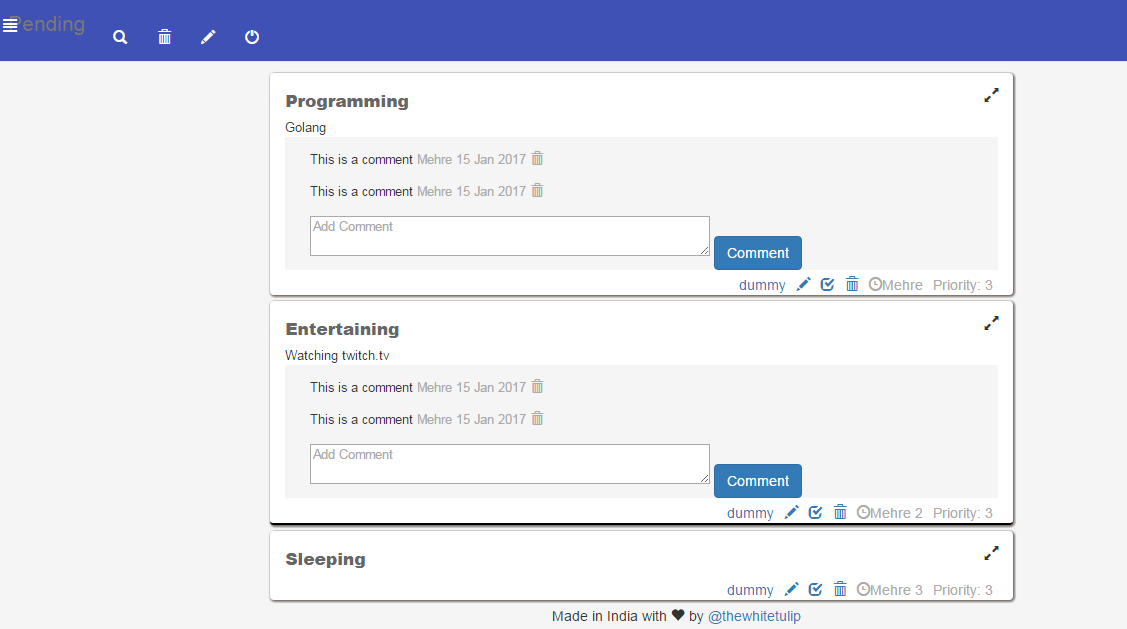 Pending
Programming
Golang
This is a comment Mehre 15 Jan 2017
This is a comment Mehre 15 Jan 2017
Add Comment
Comment
dummy Mehre Priority: 3
Entertaining
Watching twitch.tv
This is a comment Mehre 15 Jan 2017
This is a comment Mehre 15 Jan 2017
Add Comment
Comment
dummy Mehre 2 Priority: 3
Sleeping
dummy Mehre 3 Priority: 3
Made in India with ♥ by @thewhitetulip